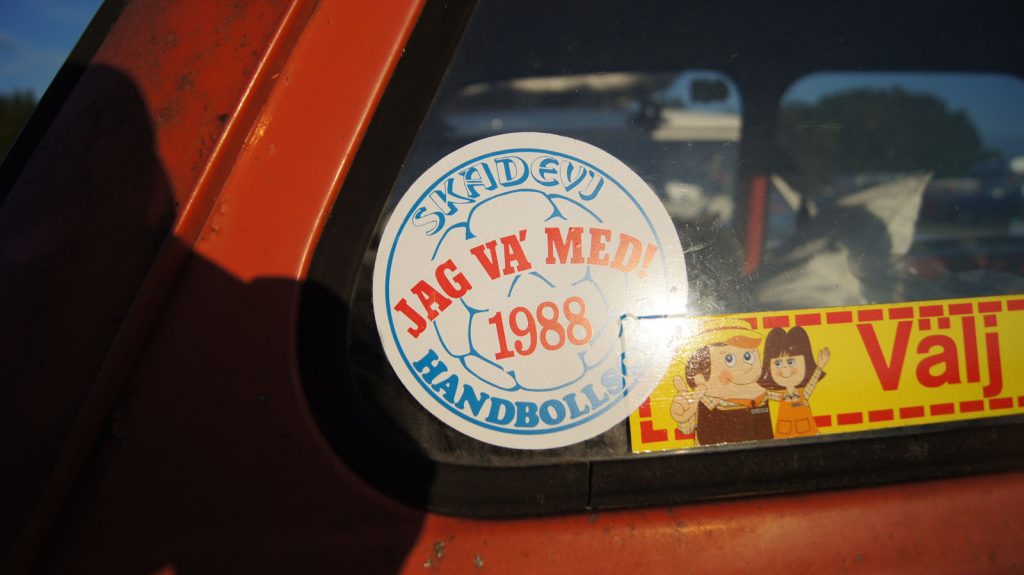 SKADEVI
JAG VA' MED!
1988
HANDBOLLS
Välj